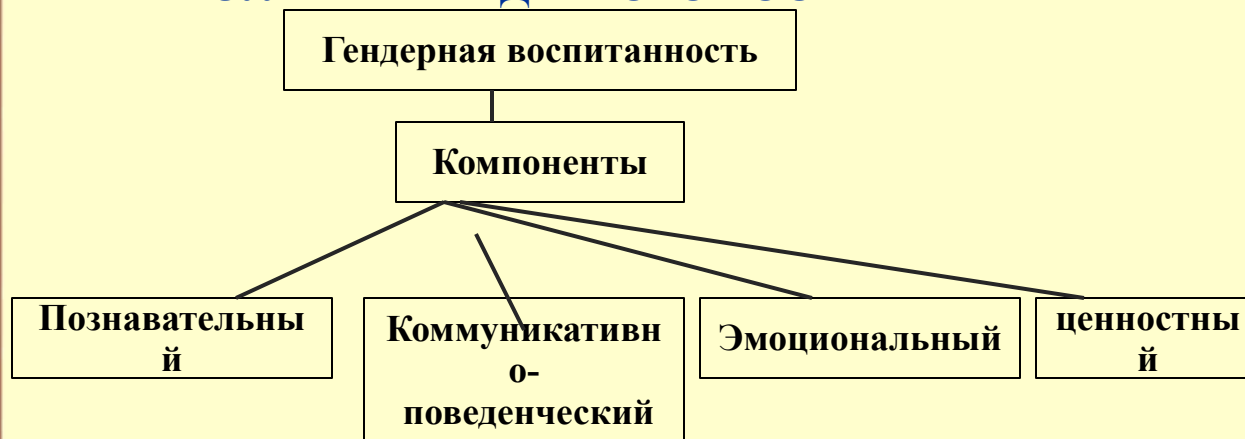 Гендерная воспитанность
Компоненты
Познавательны
й
Коммуникативн
о-
поведенческий
Эмоциональный
ценностны
й